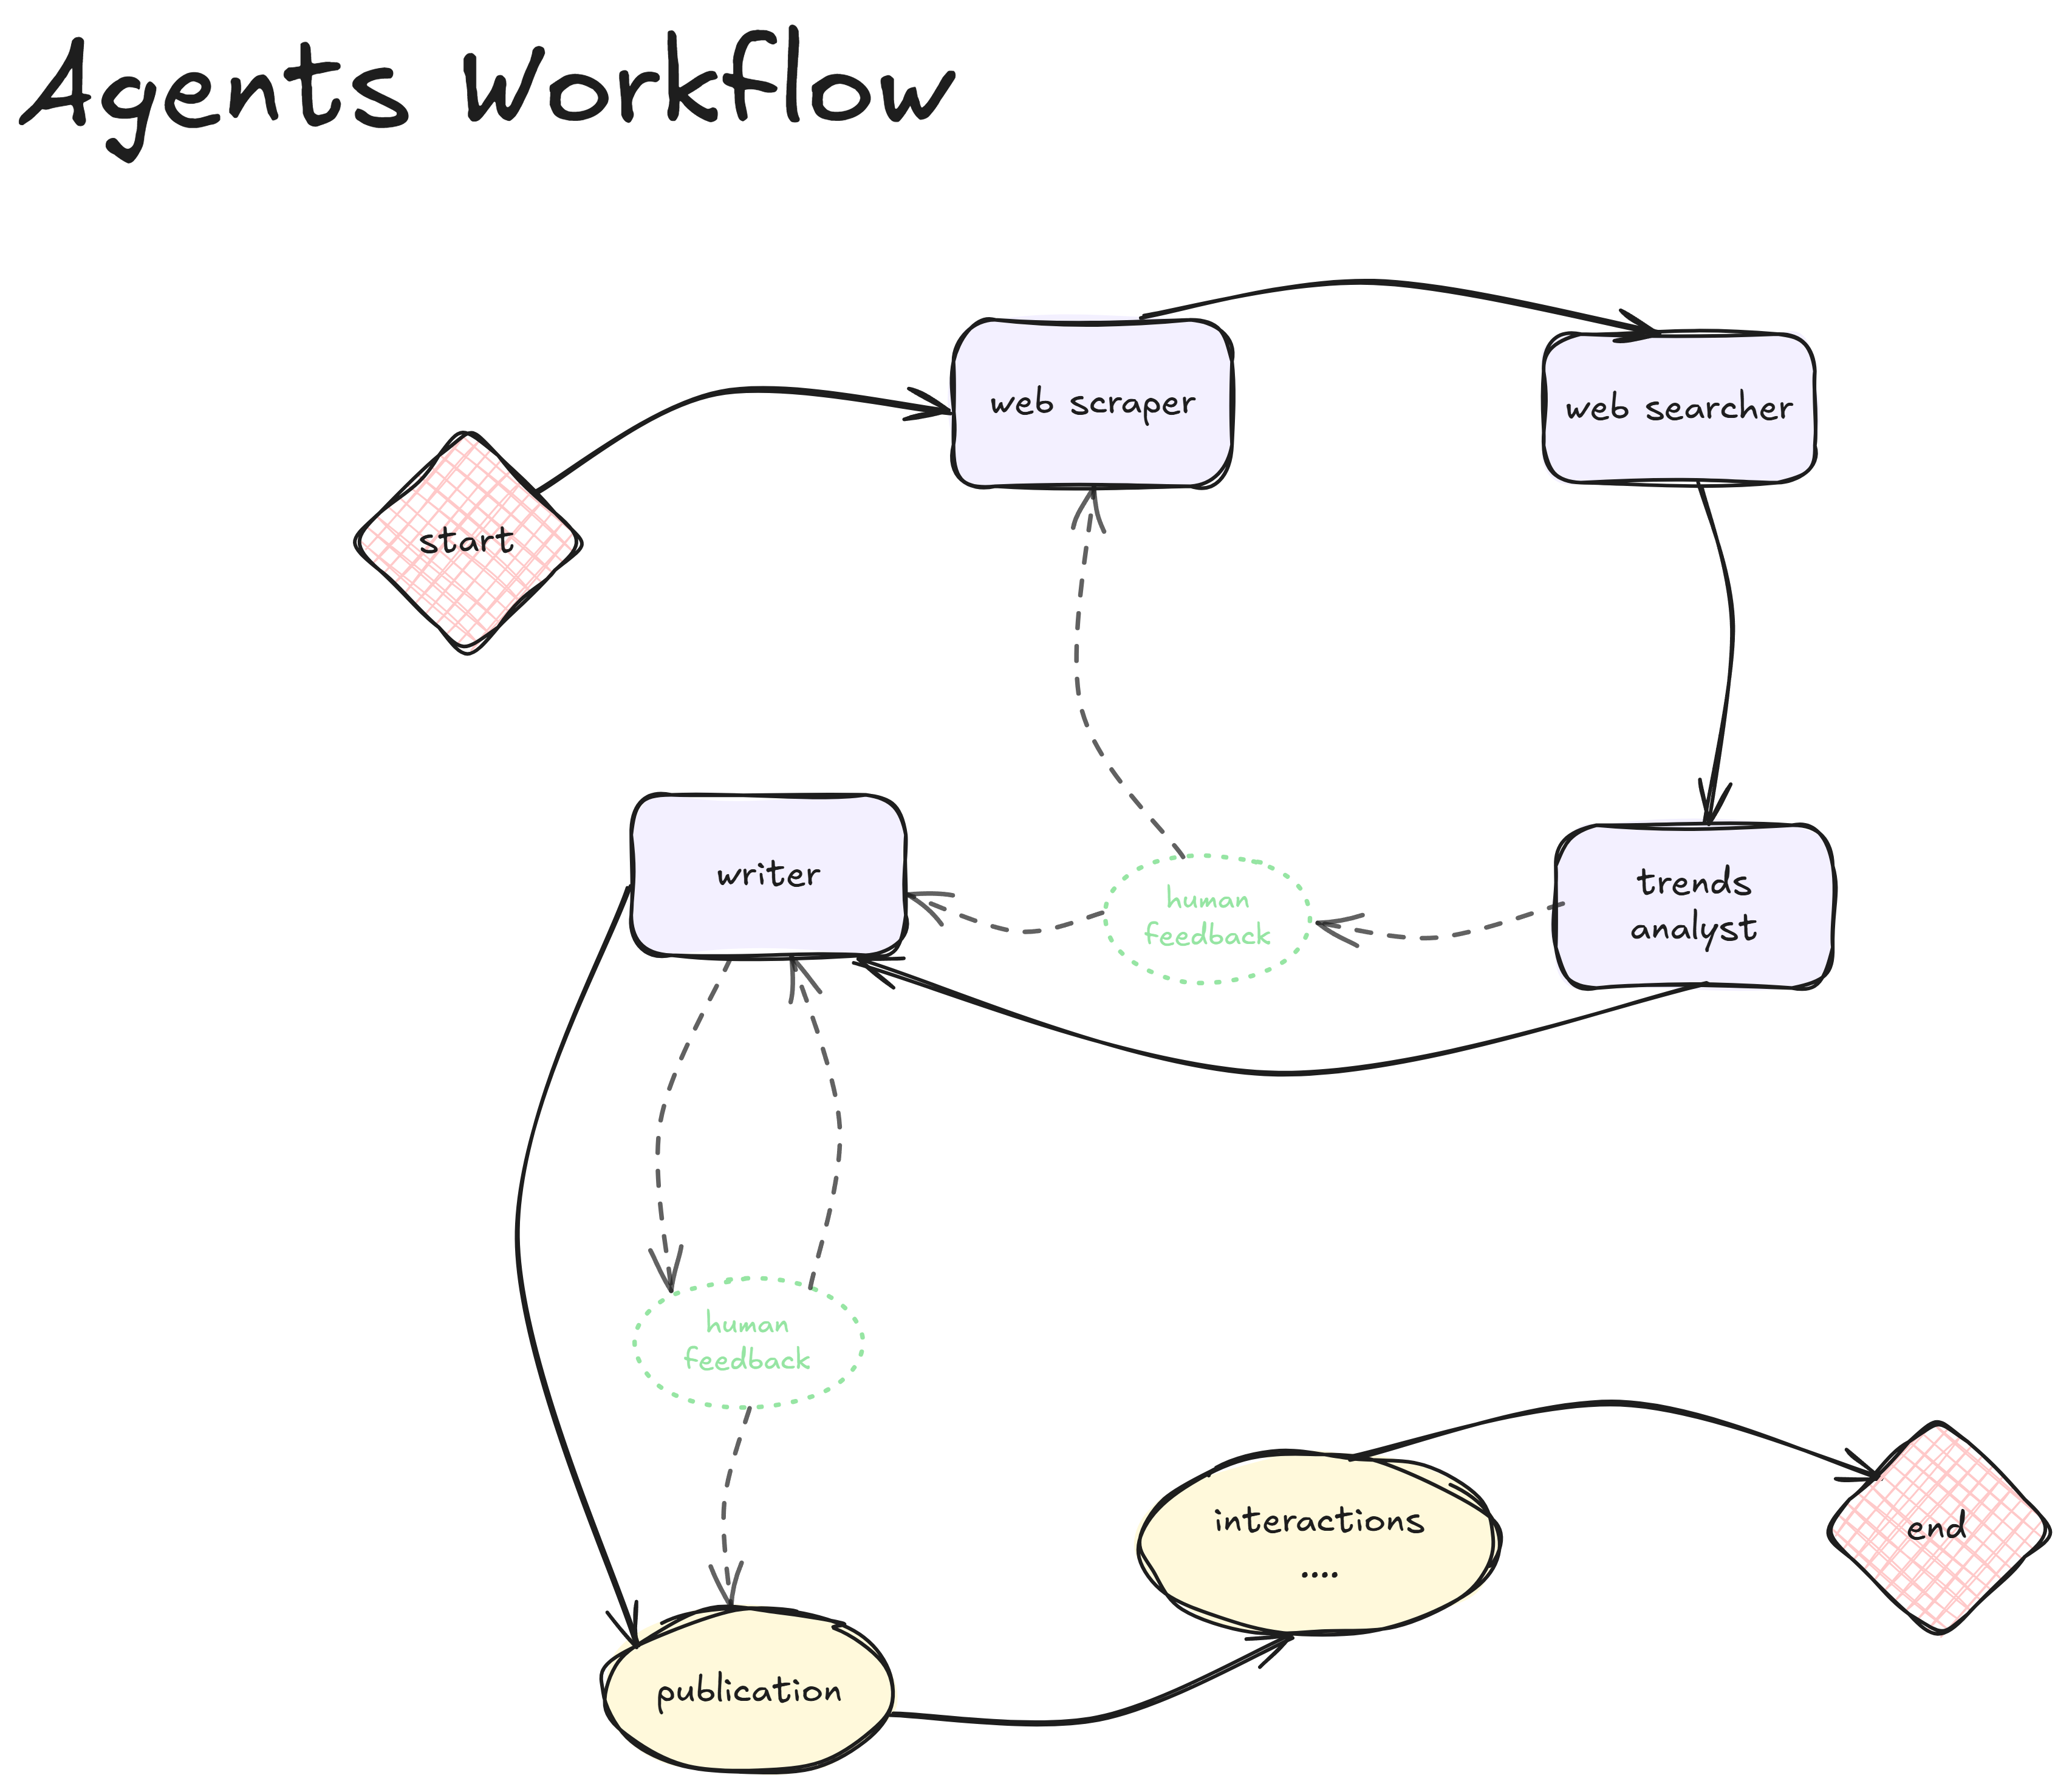 Agents Workflow
web scraper
web searcher
start
writer
human
feedback
trends
analyst
human
feedback
interactions
....
end
publication